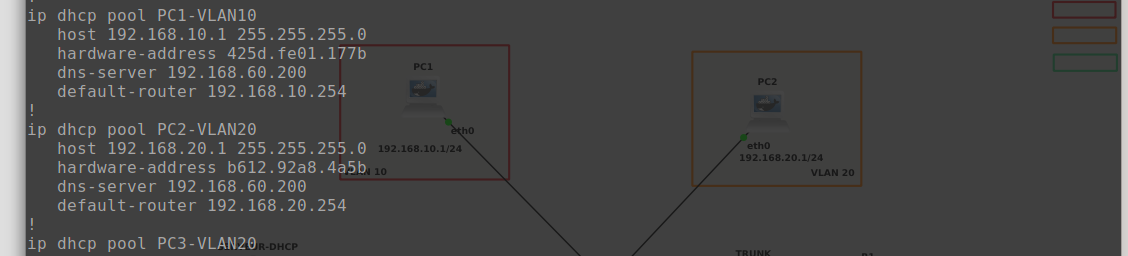 !
ip dhcp pool PC1-VLAN10
host 192.168.10.1 255.255.255.0
hardware-address 425d.fe01.177b
dns-server 192.168.60.200
default-router 192.168.10.254
!
ip dhcp pool PC2-VLAN20
host 192.168.20.1 255.255.255.0
hardware-address b612.92a8.4a5b
dns-server 192.168.60.200
default-router 192.168.20.254
!
ip dhcp pool PC3-VLAN20
PC1
eth0
192.168.10.1/24
10
PC2
eth0
192.168.20.1/24
VLAN 20
TRUNK